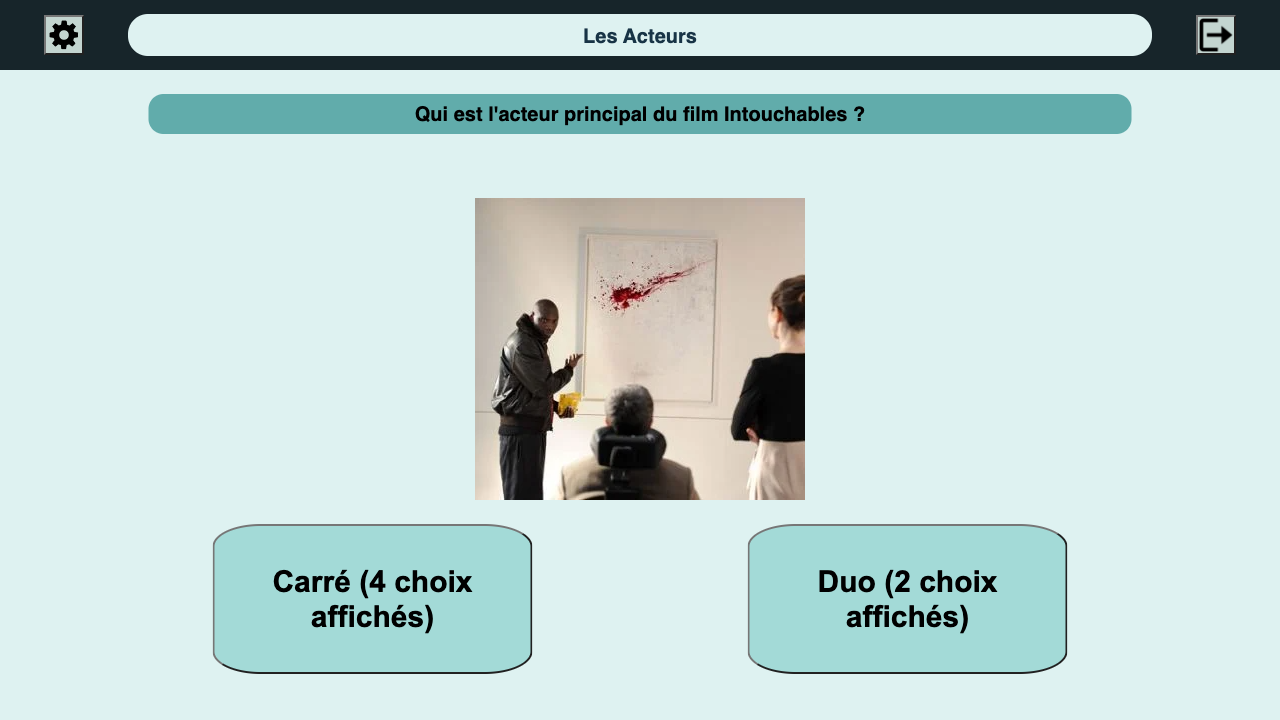 Les Acteurs
Qui est l'acteur principal du film Intouchables ?
Carré (4 choix
affichés)
Duo (2 choix
affichés)